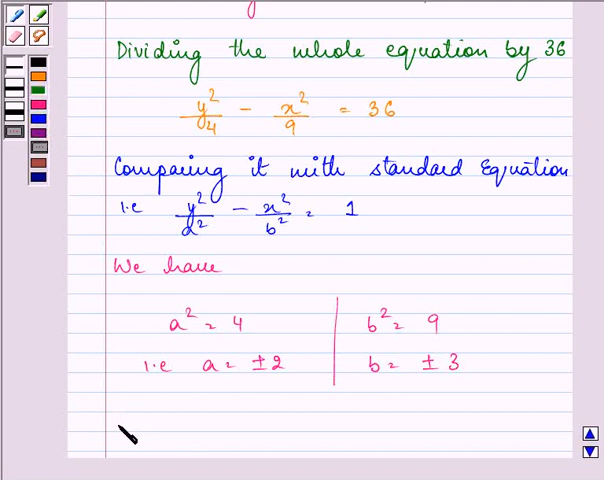 Dividing the whole equation by 36
y²/4 - x²/9 = 36
Comparing it with standard Equation
i.e y²/a² - x²/b² = 1
We have
a² = 4 b² = 9
i.e a = ±2 b = ±3